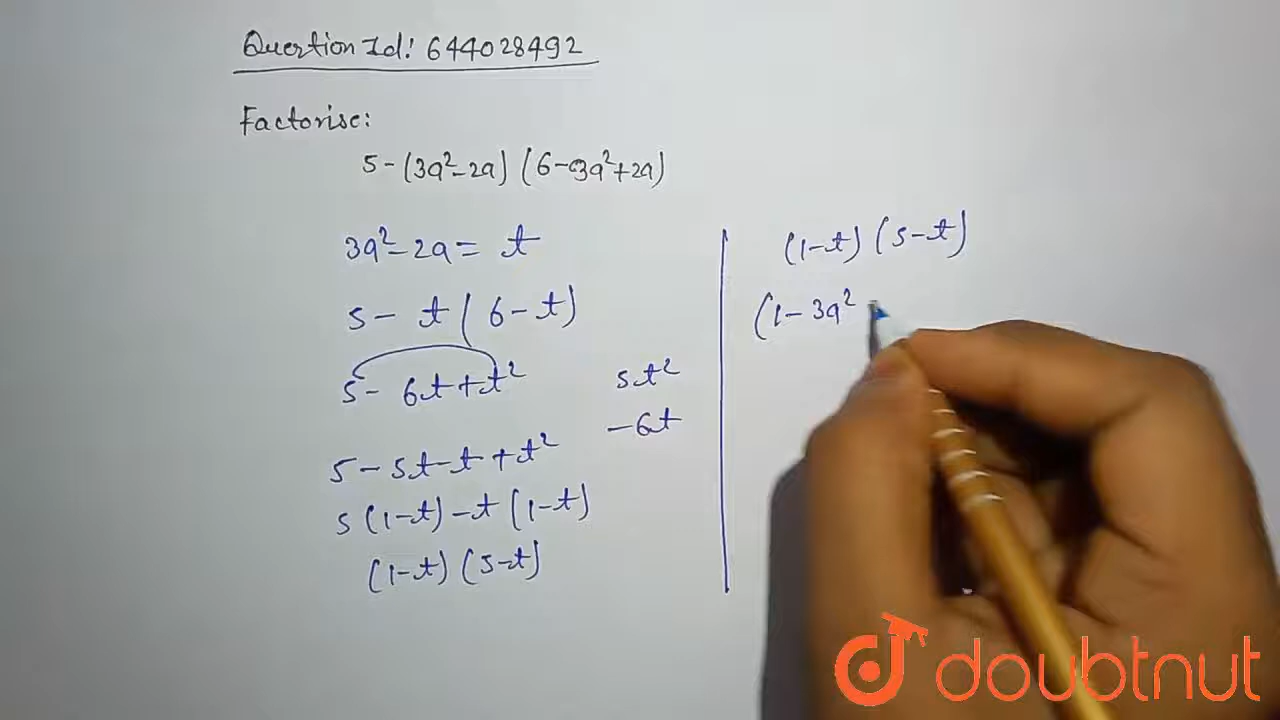 Question Id: 644028492
Factorise:
5-(3a²-2a)(6-3a²+2a)
3a²-2a= t
5- t(6-t)
5- 6t+t²
5t²
-6t
5-5t-t+t²
5(1-t)-t(1-t)
(1-t)(5-t)
(1-t)(5-t)
(1-3a²
doubtnut